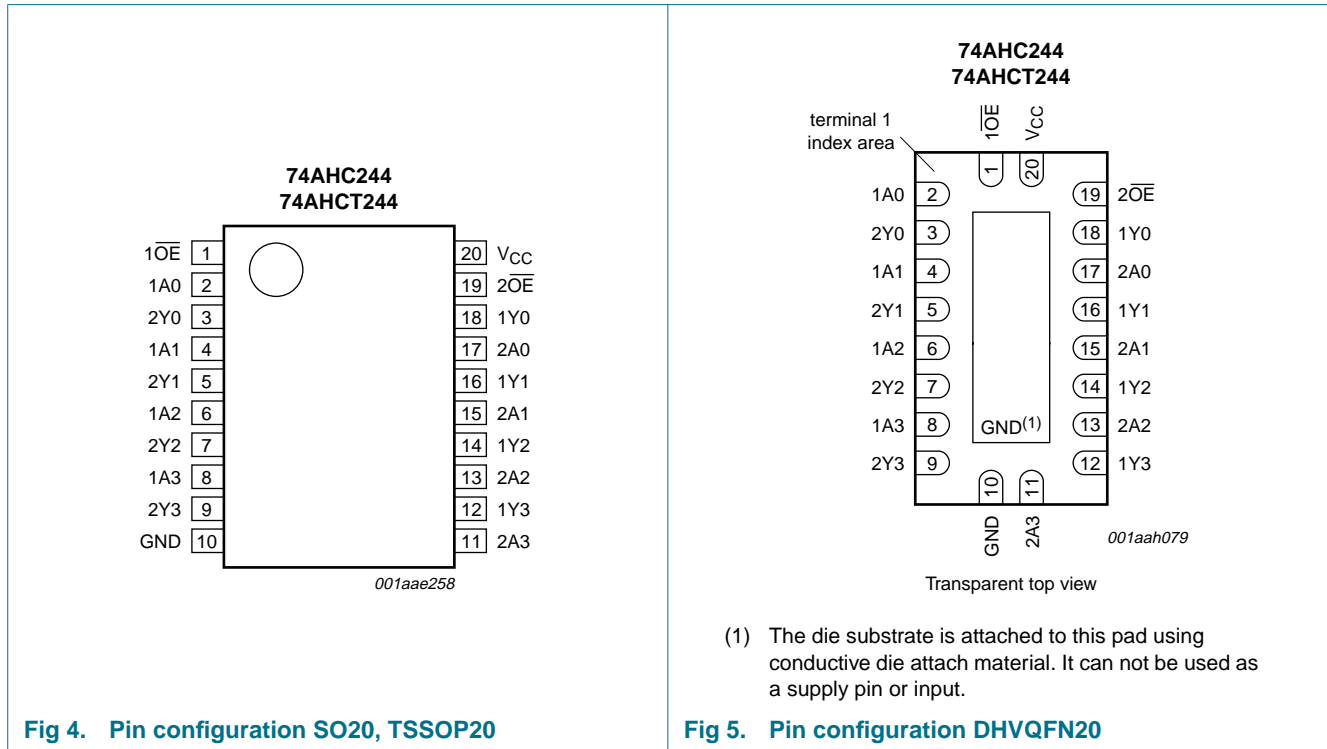 74AHC244
74AHCT244
1O̅E̅ 1
1A0 2
2Y0 3
1A1 4
2Y1 5
1A2 6
2Y2 7
1A3 8
2Y3 9
GND 10
20 VCC
19 2O̅E̅
18 1Y0
17 2A0
16 1Y1
15 2A1
14 1Y2
13 2A2
12 1Y3
11 2A3
001aae258
Fig 4. Pin configuration SO20, TSSOP20
74AHC244
74AHCT244
terminal 1
index area
1O̅E̅
VCC
1
20
1A0 2
2Y0 3
1A1 4
2Y1 5
1A2 6
2Y2 7
1A3 8
2Y3 9
19 2O̅E̅
18 1Y0
17 2A0
16 1Y1
15 2A1
14 1Y2
13 2A2
12 1Y3
GND(1)
10
11
GND
2A3
001aah079
Transparent top view
(1) The die substrate is attached to this pad using
conductive die attach material. It can not be used as
a supply pin or input.
Fig 5. Pin configuration DHVQFN20